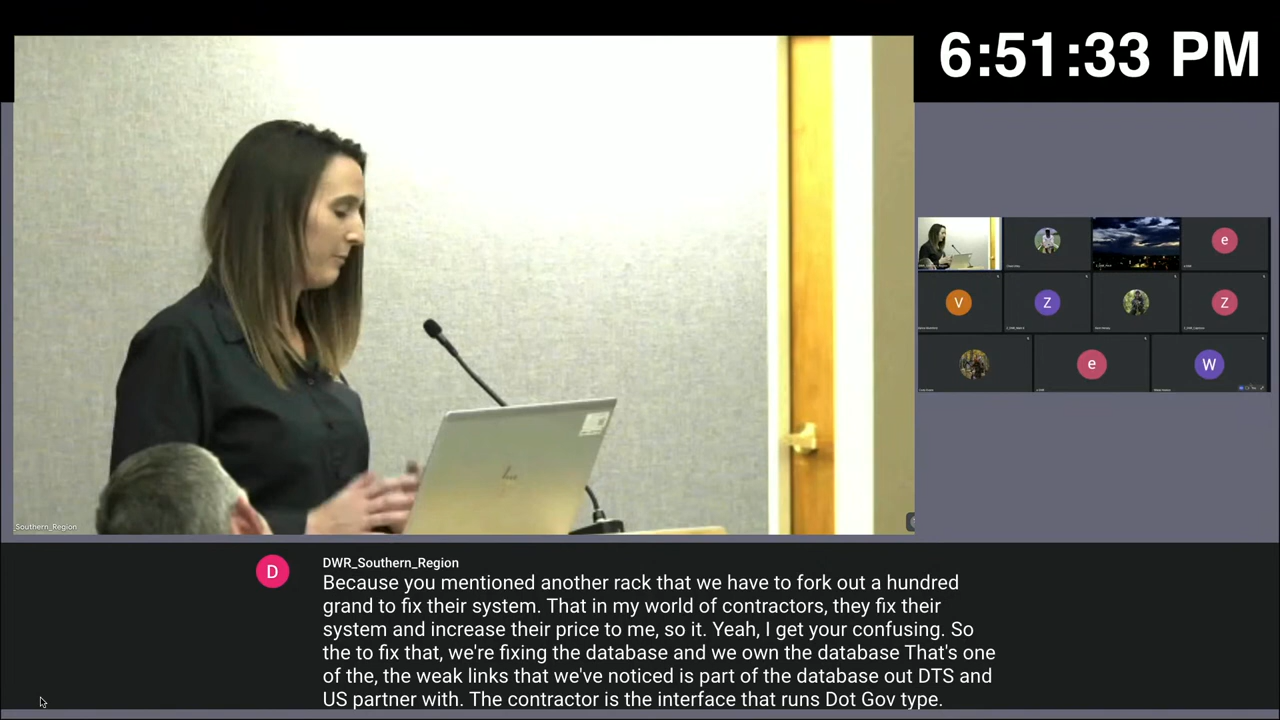 6:51:33 PM
e
V
Z
Z
e
W
hp
_Southern_Region
D
DWR_Southern_Region
Because you mentioned another rack that we have to fork out a hundred
grand to fix their system. That in my world of contractors, they fix their
system and increase their price to me, so it. Yeah, I get your confusing. So
the to fix that, we're fixing the database and we own the database That's one
of the, the weak links that we've noticed is part of the database out DTS and
US partner with. The contractor is the interface that runs Dot Gov type.